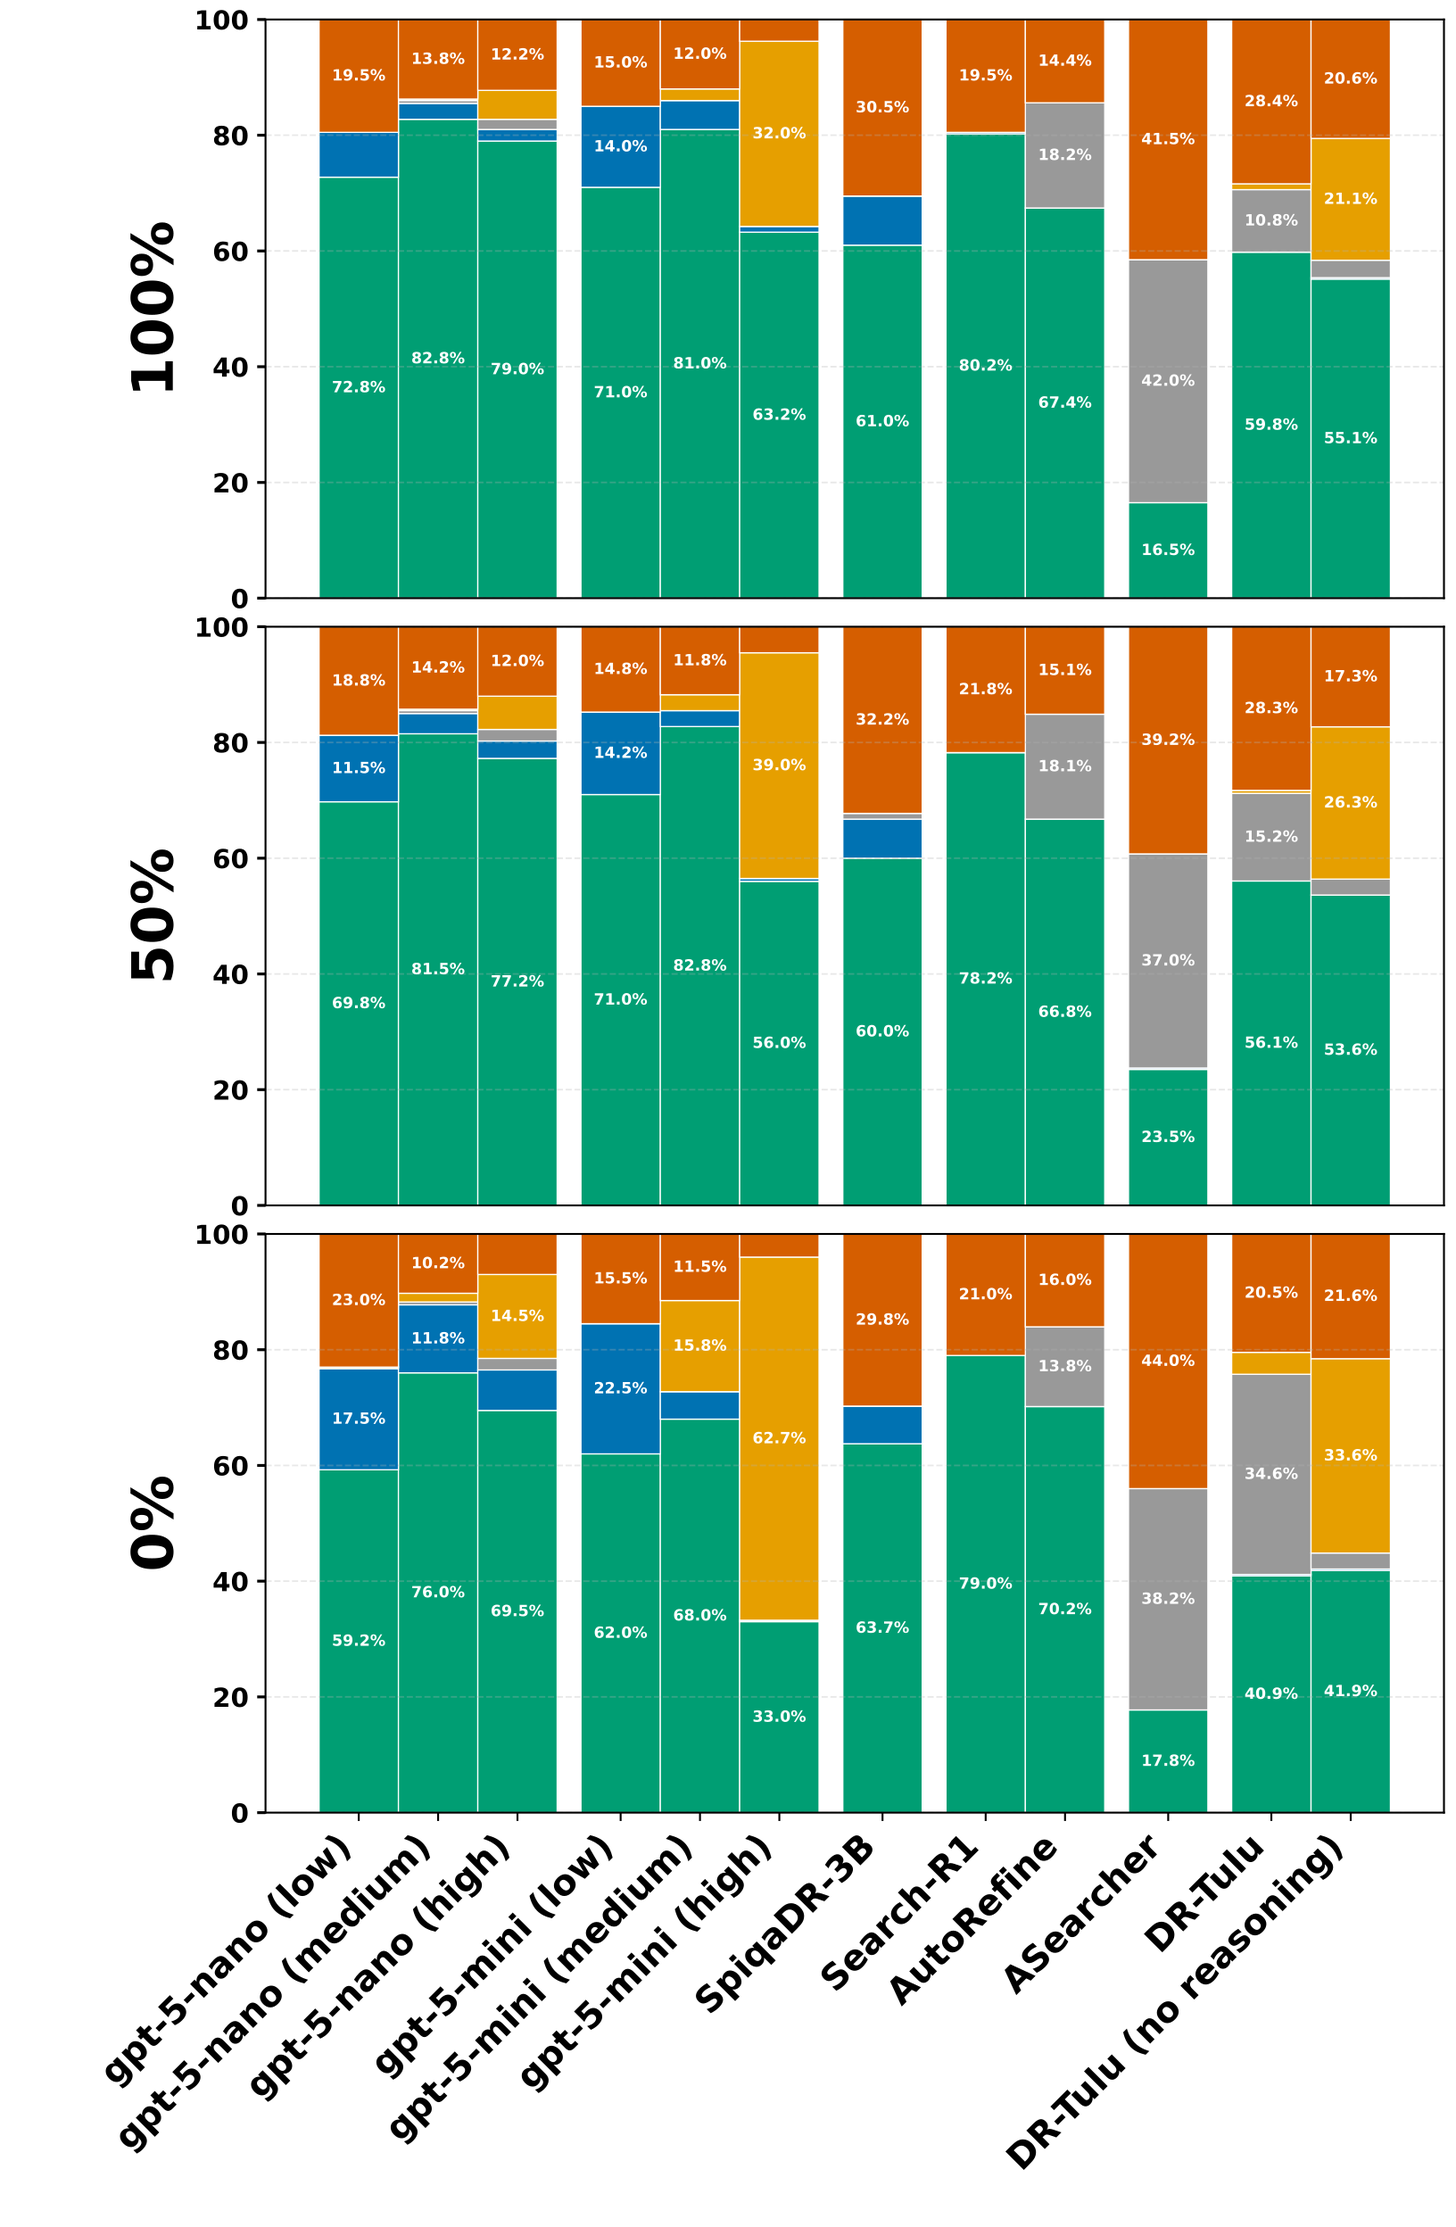 100%
100
80
60
40
20
0
19.5% 13.8% 12.2% 15.0% 12.0% 30.5% 19.5% 14.4% 41.5% 28.4% 20.6%
14.0% 32.0% 18.2% 10.8% 21.1%
72.8% 82.8% 79.0% 71.0% 81.0% 63.2% 61.0% 80.2% 67.4% 42.0% 59.8% 55.1%
16.5%
50%
100
80
60
40
20
0
18.8% 14.2% 12.0% 14.8% 11.8% 32.2% 21.8% 15.1% 39.2% 28.3% 17.3%
11.5% 14.2% 39.0% 18.1% 15.2% 26.3%
69.8% 81.5% 77.2% 71.0% 82.8% 56.0% 60.0% 78.2% 66.8% 37.0% 56.1% 53.6%
23.5%
0%
100
80
60
40
20
0
23.0% 10.2% 15.5% 11.5% 29.8% 21.0% 16.0% 44.0% 20.5% 21.6%
17.5% 11.8% 14.5% 22.5% 15.8% 62.7% 13.8% 38.2% 34.6% 33.6%
59.2% 76.0% 69.5% 62.0% 68.0% 33.0% 63.7% 79.0% 70.2% 17.8% 40.9% 41.9%
gpt-5-nano (low)
gpt-5-nano (medium)
gpt-5-nano (high)
gpt-5-mini (low)
gpt-5-mini (medium)
gpt-5-mini (high)
SpiqaDR-3B
Search-R1
AutoRefine
ASearcher
DR-Tulu
DR-Tulu (no reasoning)